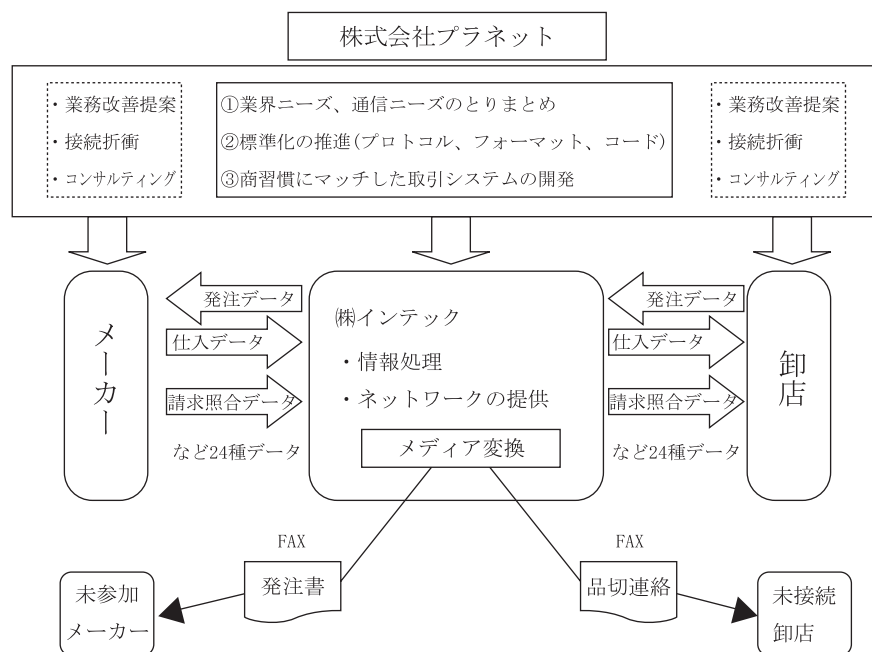 株式会社プラネット
・業務改善提案
・接続折衝
・コンサルティング
①業界ニーズ、通信ニーズのとりまとめ
②標準化の推進(プロトコル、フォーマット、コード)
③商習慣にマッチした取引システムの開発
・業務改善提案
・接続折衝
・コンサルティング
メーカー
発注データ
仕入データ
請求照合データ
など24種データ
㈱インテック
・情報処理
・ネットワークの提供
メディア変換
発注データ
仕入データ
請求照合データ
など24種データ
卸店
FAX
発注書
FAX
品切連絡
未参加
メーカー
未接続
卸店